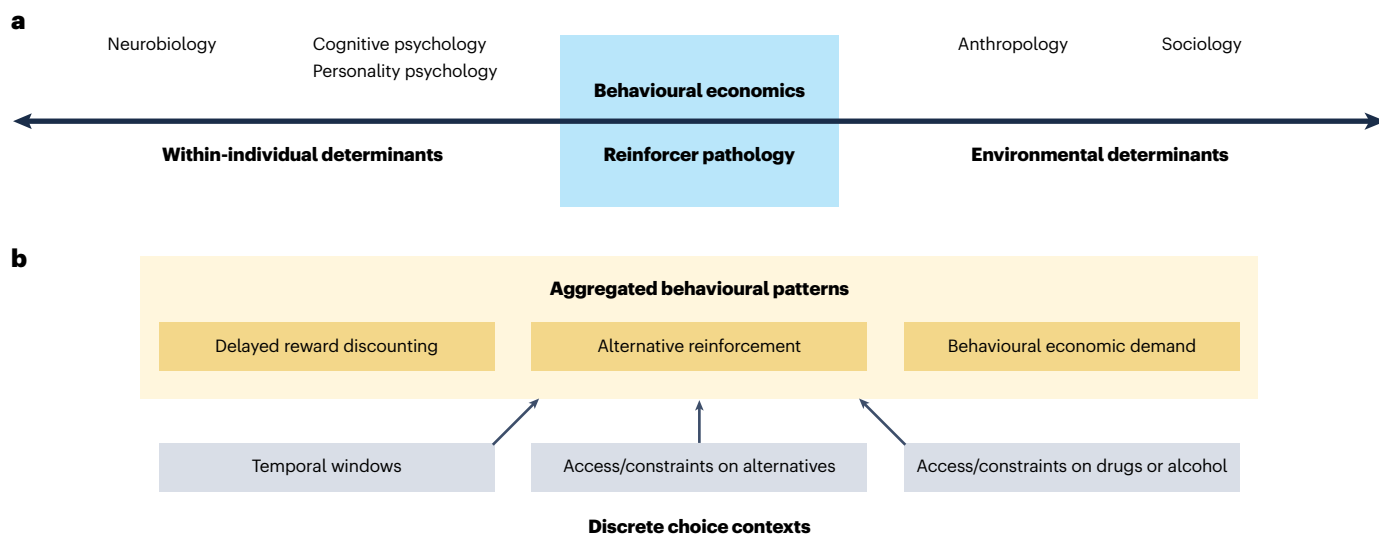 a
Neurobiology
Cognitive psychology
Personality psychology
Behavioural economics
Anthropology
Sociology
Within-individual determinants
Reinforcer pathology
Environmental determinants
b
Aggregated behavioural patterns
Delayed reward discounting
Alternative reinforcement
Behavioural economic demand
Temporal windows
Access/constraints on alternatives
Access/constraints on drugs or alcohol
Discrete choice contexts